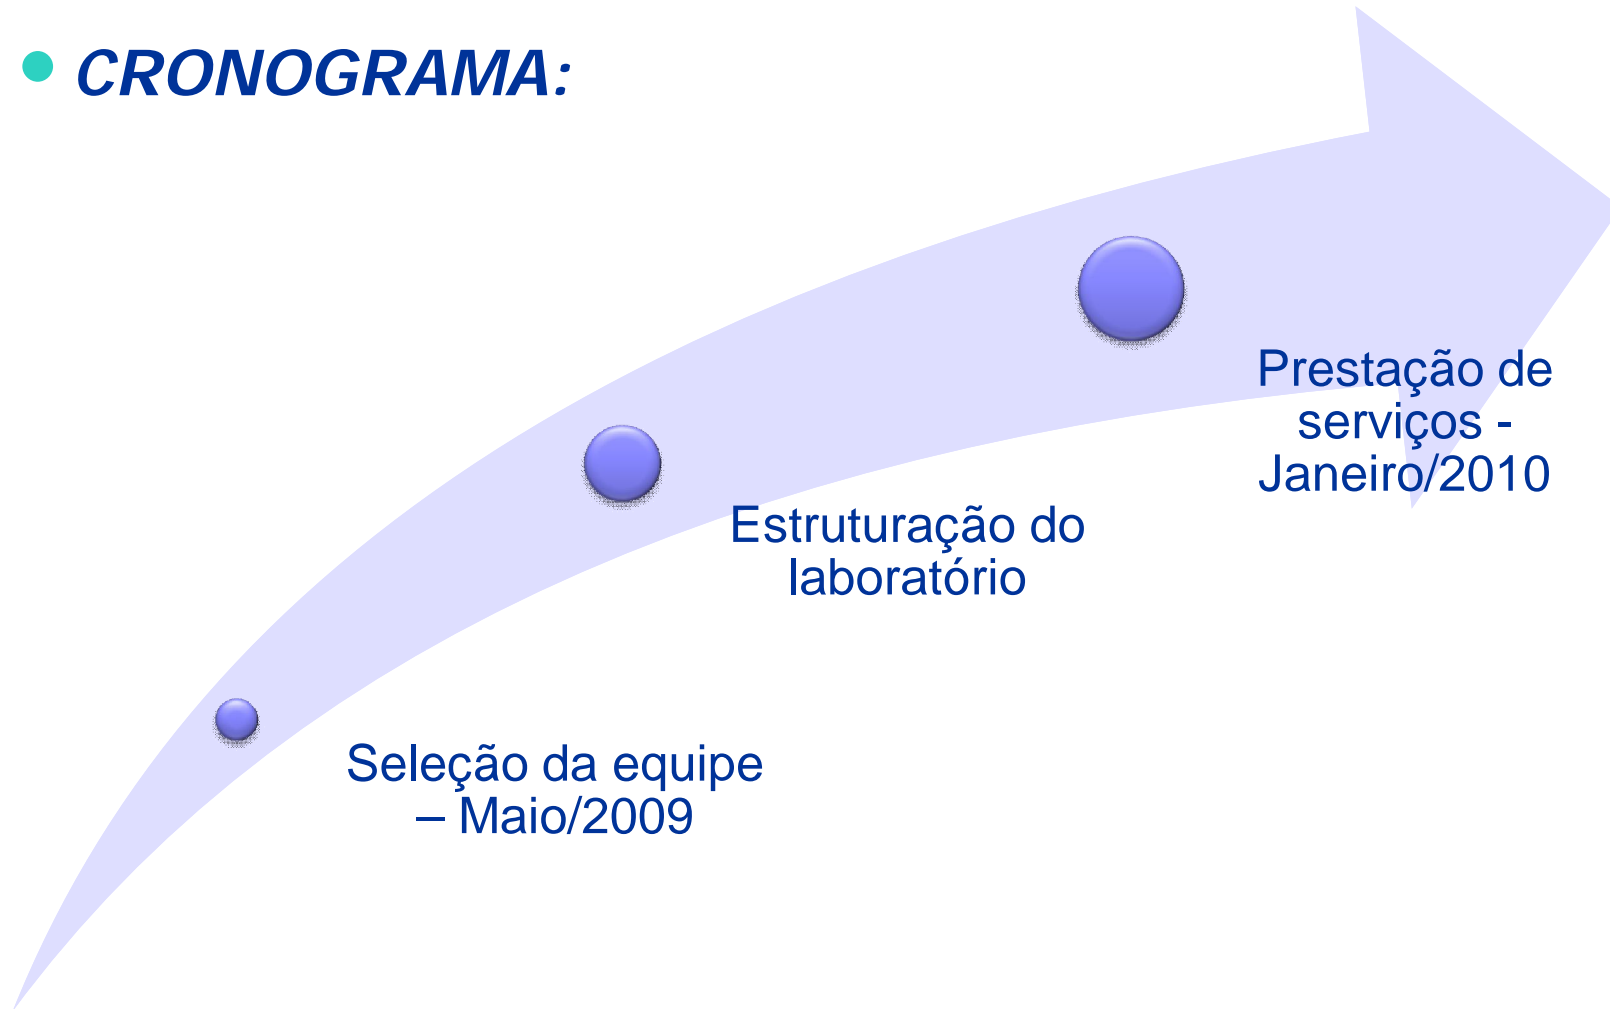 CRONOGRAMA:
Prestação de
serviços -
Janeiro/2010
Estruturação do
laboratório
Seleção da equipe
– Maio/2009